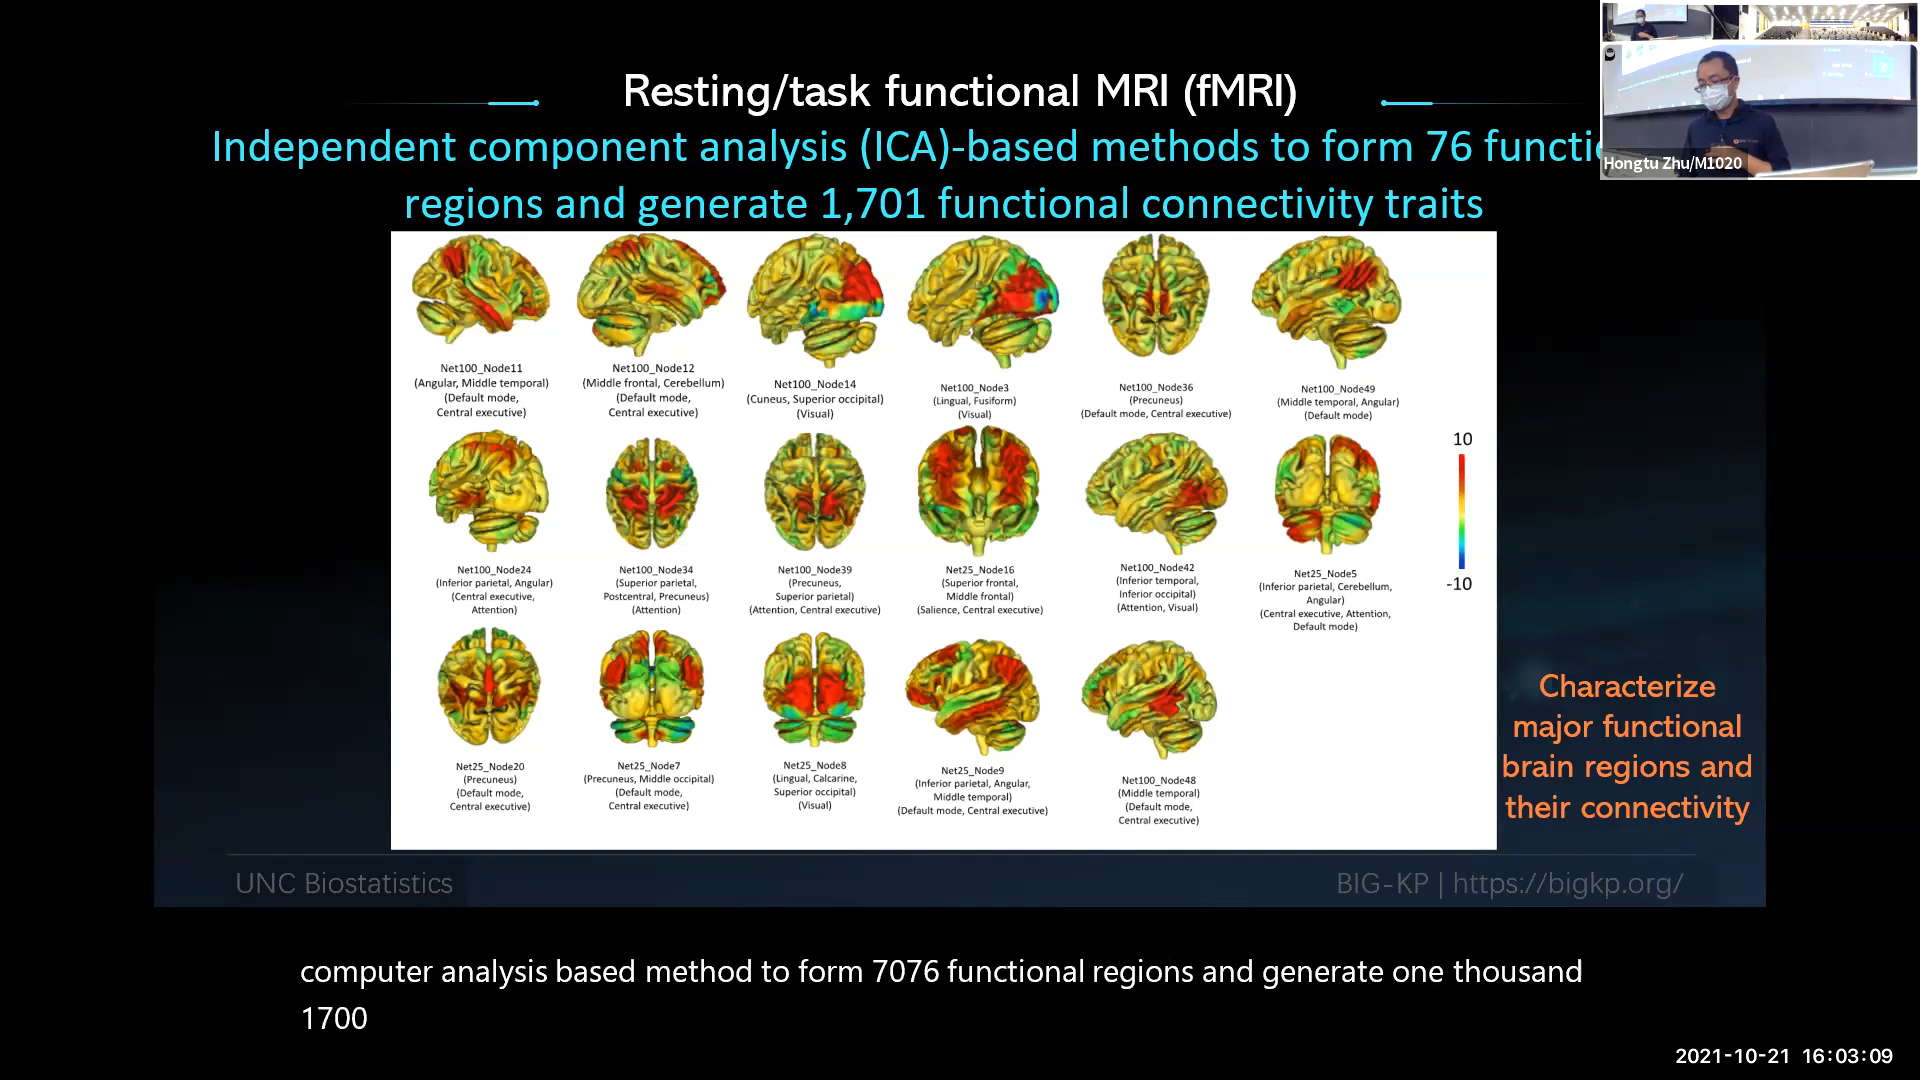 Resting/task functional MRI (fMRI)
Independent component analysis (ICA)-based methods to form 76
regions and generate 1,701 functional connectivity traits
Hongtu Zhu/M1020
Net100_Node11
(Angular, Middle temporal)
(Default mode,
Central executive)
Net100_Node12
(Middle frontal, Cerebellum)
(Default mode,
Central executive)
Net100_Node14
(Cuneus, Superior occipital)
(Visual)
Net100_Node3
(Lingual, Fusiform)
(Visual)
Net100_Node36
(Precuneus)
(Default mode, Central executive)
Net100_Node49
(Middle temporal, Angular)
(Default mode)
Net100_Node24
(Inferior parietal, Angular)
(Central executive,
Attention)
Net100_Node34
(Superior parietal,
Postcentral, Precuneus)
(Attention)
Net100_Node39
(Precuneus,
Superior parietal)
(Attention, Central executive)
Net25_Node16
(Superior frontal,
Middle frontal)
(Salience, Central executive)
Net100_Node42
(Inferior temporal,
Inferior occipital)
(Attention, Visual)
Net25_Node5
(Inferior parietal, Cerebellum,
Angular)
(Central executive, Attention,
Default mode)
10
-10
Net25_Node20
(Precuneus)
(Default mode,
Central executive)
Net25_Node7
(Precuneus, Middle occipital)
(Default mode,
Central executive)
Net25_Node8
(Lingual, Calcarine,
Superior occipital)
(Visual)
Net25_Node9
(Inferior parietal, Angular,
Middle temporal)
(Default mode, Central executive)
Net100_Node48
(Middle temporal)
(Default mode,
Central executive)
Characterize
major functional
brain regions and
their connectivity
UNC Biostatistics
BIG-KP | https://bigkp.org/
computer analysis based method to form 7076 functional regions and generate one thousand
1700
2021-10-21 16:03:09